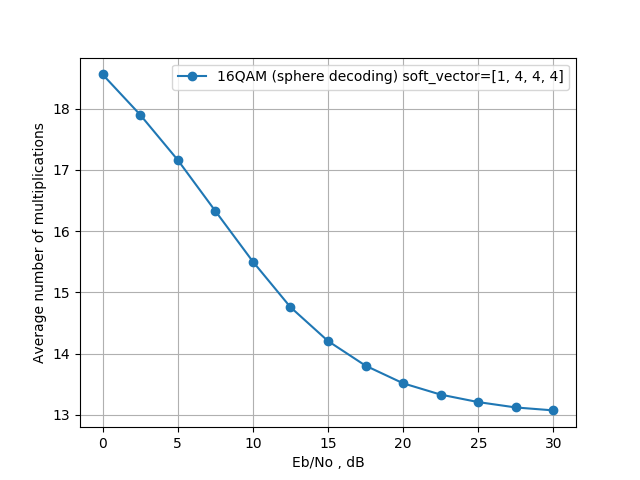 16QAM (sphere decoding) soft_vector=[1, 4, 4, 4]
Average number of multiplications
18
17
16
15
14
13
0 5 10 15 20 25 30
Eb/No , dB